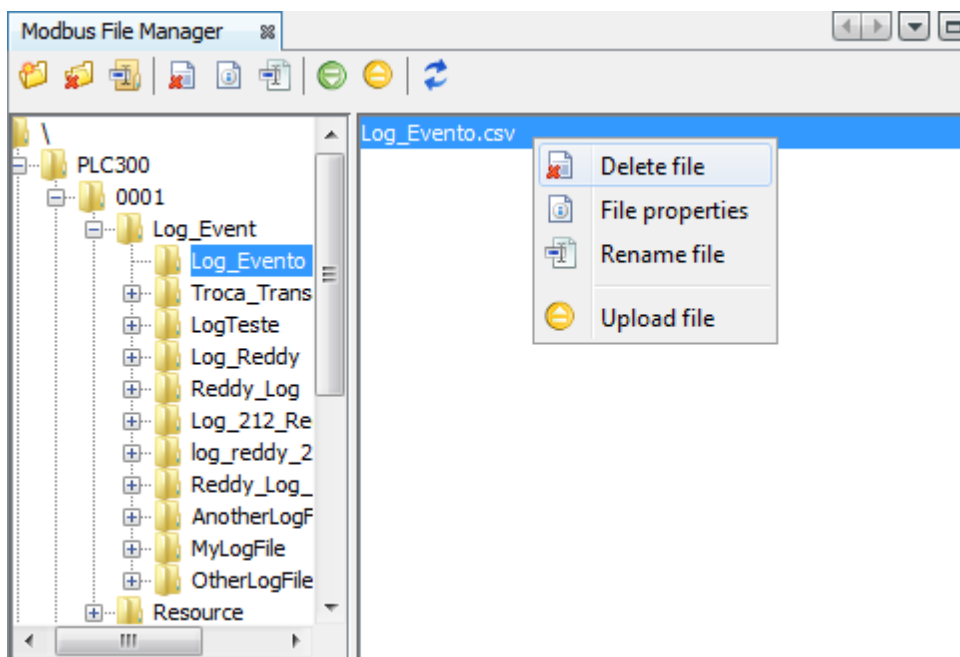 Modbus File Manager
\
PLC300
0001
Log_Event
Log_Evento
Troca_Trans
LogTeste
Log_Reddy
Reddy_Log
Log_212_Re
log_reddy_2
Reddy_Log_
AnotherLogF
MyLogFile
OtherLogFile
Resource
Log_Evento.csv
Delete file
File properties
Rename file
Upload file